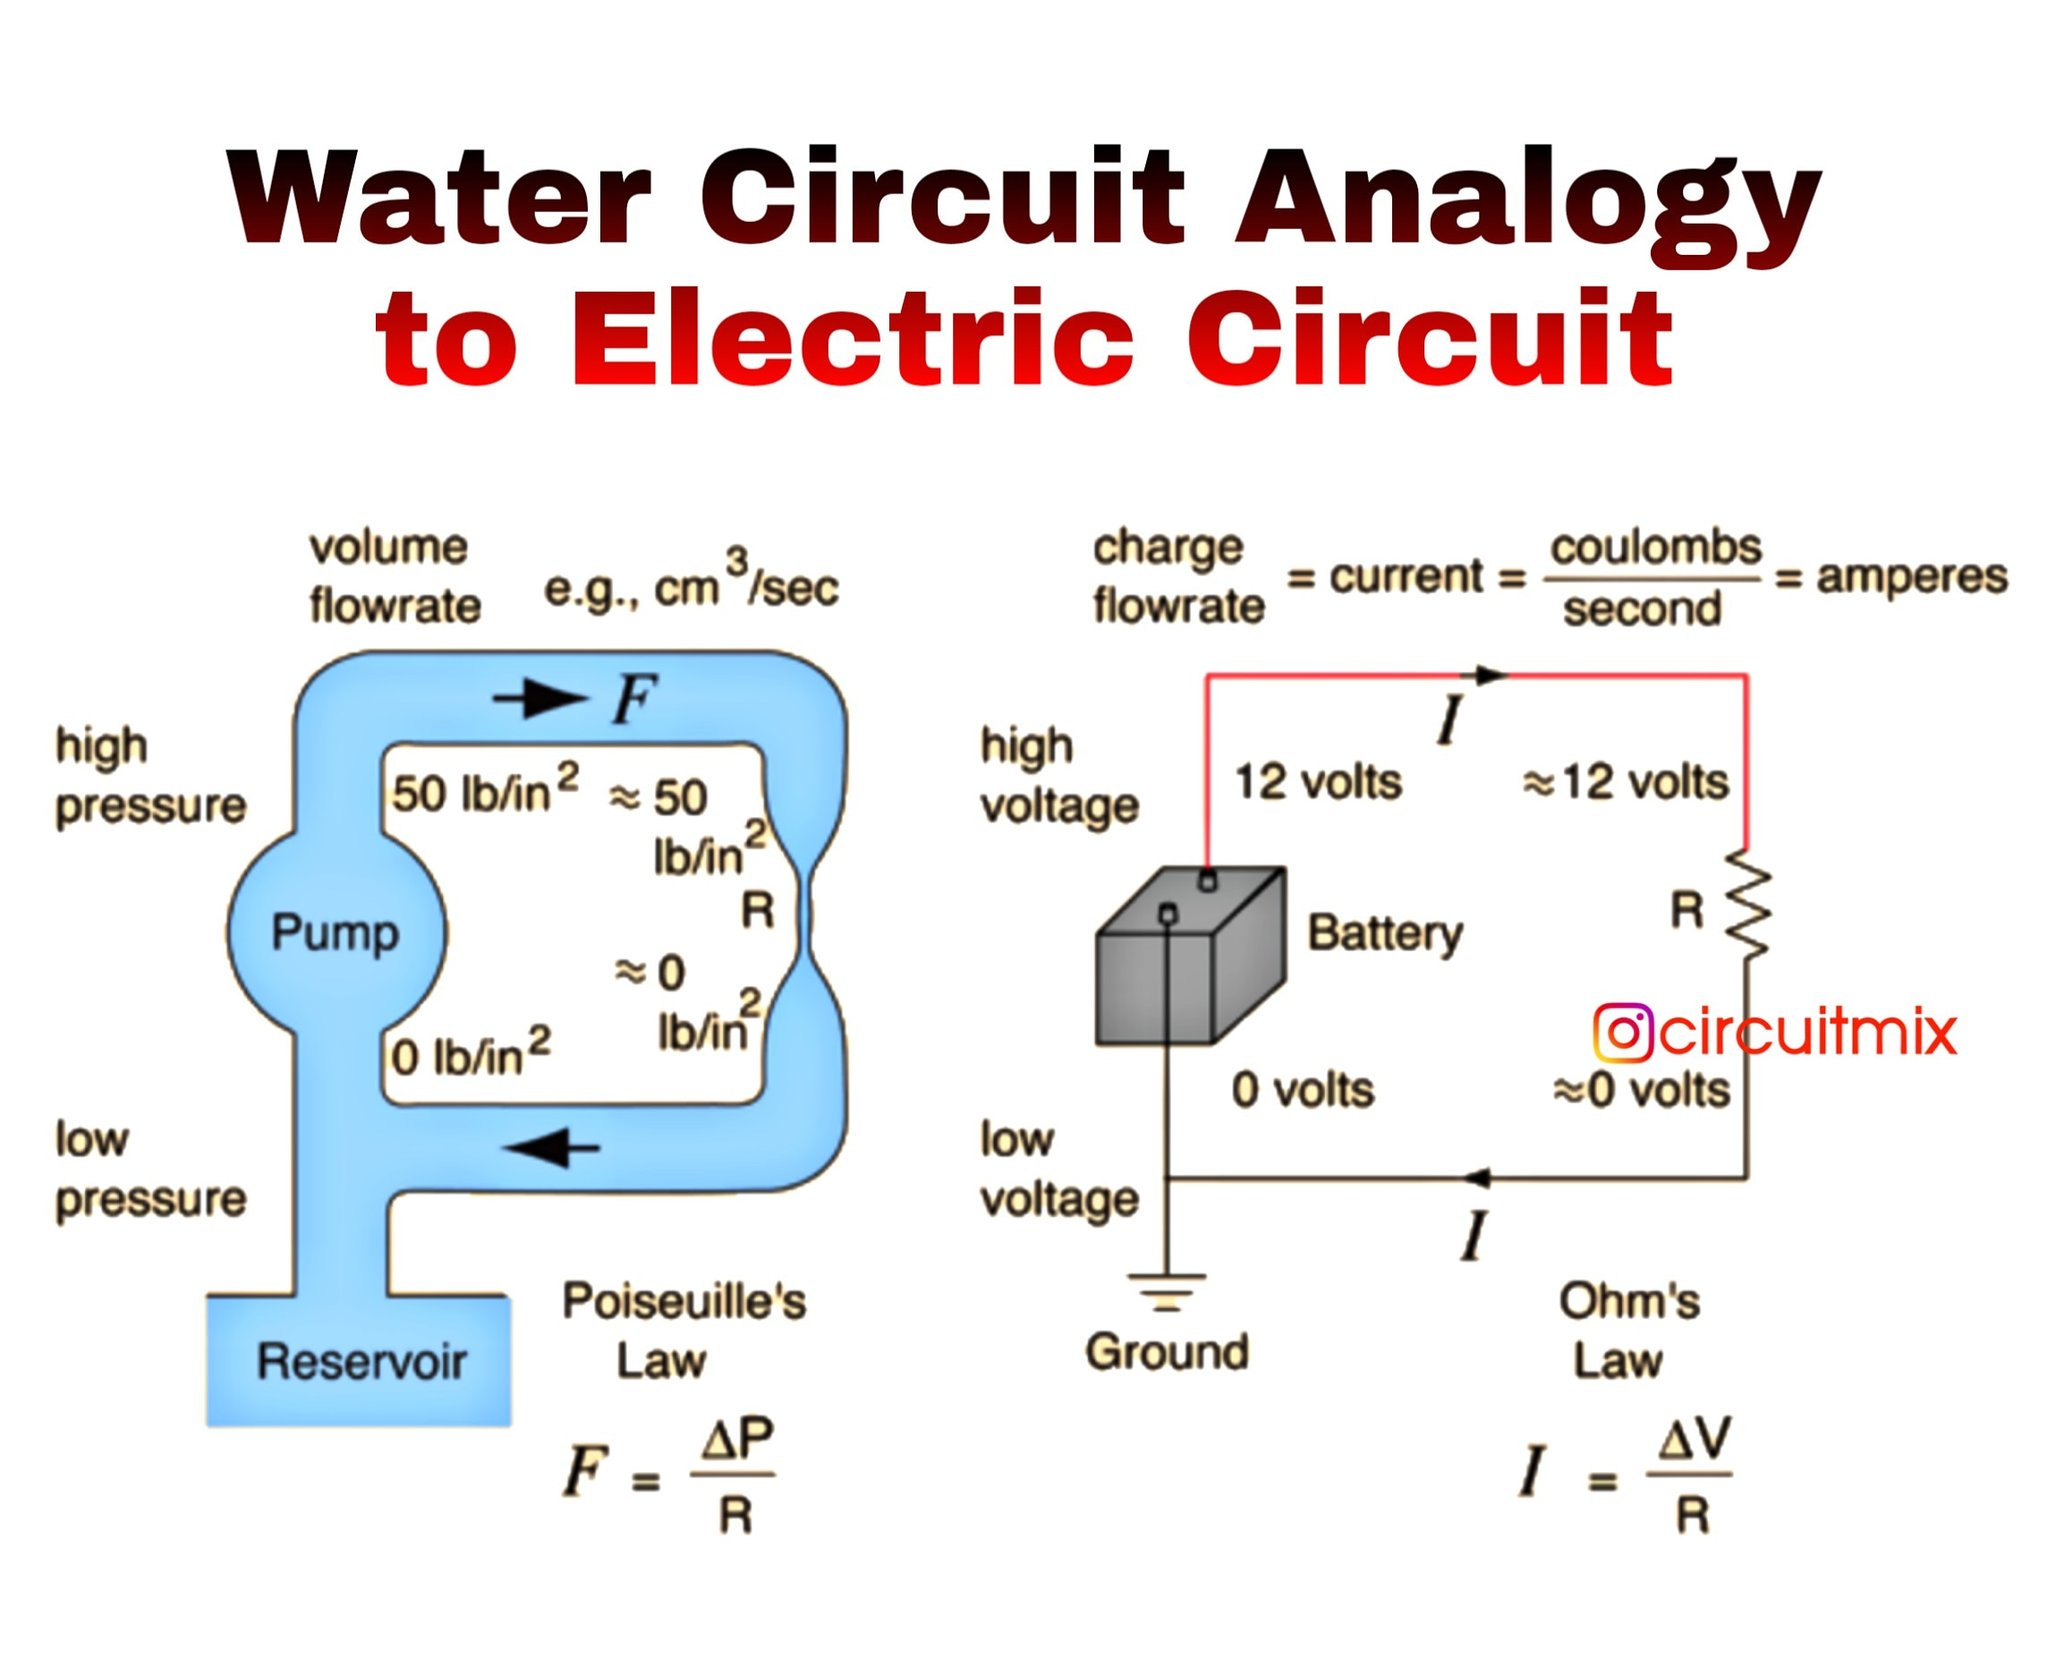 Water Circuit Analogy
to Electric Circuit
volume
flowrate
e.g., cm³/sec
F
high
pressure
50 lb/in²
≈ 50
lb/in²
R
Pump
≈ 0
lb/in²
0 lb/in²
low
pressure
Reservoir
Poiseuille's
Law
F = ΔP/R
charge
flowrate
= current = coulombs/second = amperes
I
high
voltage
12 volts
≈12 volts
Battery
R
circuitmix
0 volts
≈0 volts
low
voltage
I
Ground
Ohm's
Law
I = ΔV/R